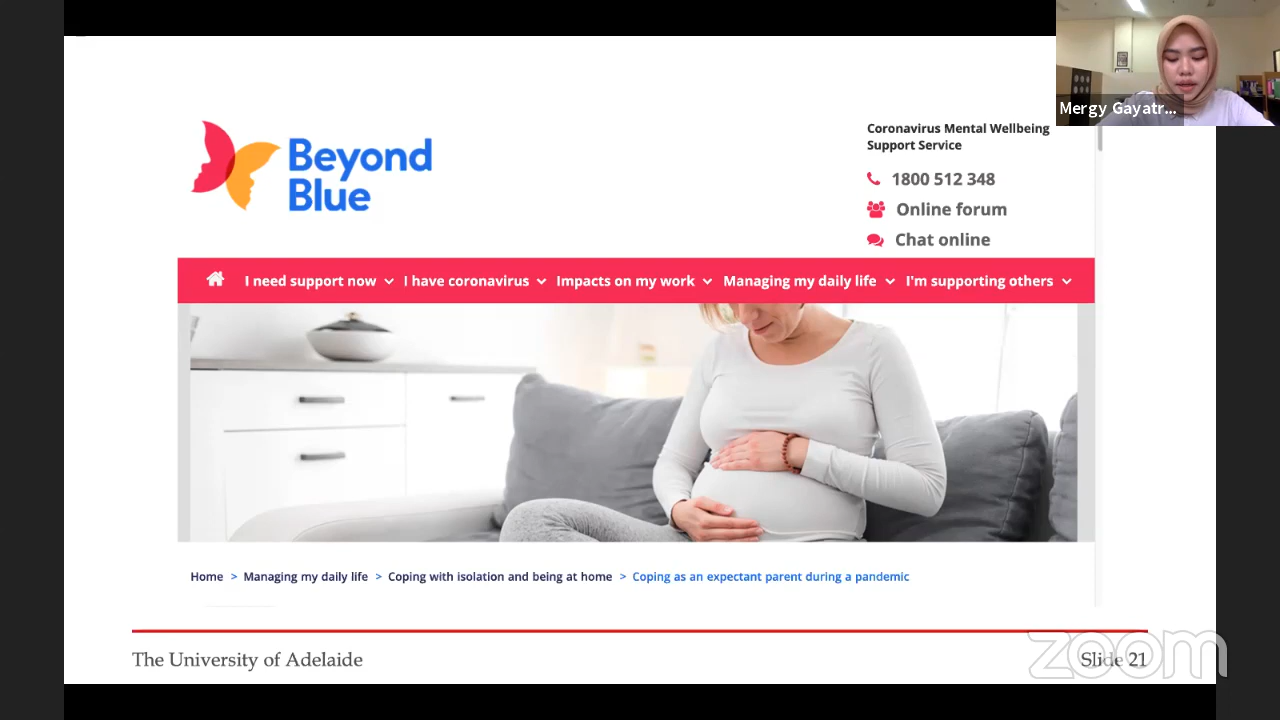 Mergy Gayatr...
Beyond
Blue
Coronavirus Mental Wellbeing
Support Service
1800 512 348
Online forum
Chat online
I need support now
I have coronavirus
Impacts on my work
Managing my daily life
I'm supporting others
Home > Managing my daily life > Coping with isolation and being at home > Coping as an expectant parent during a pandemic
The University of Adelaide
Slide 21
zoom